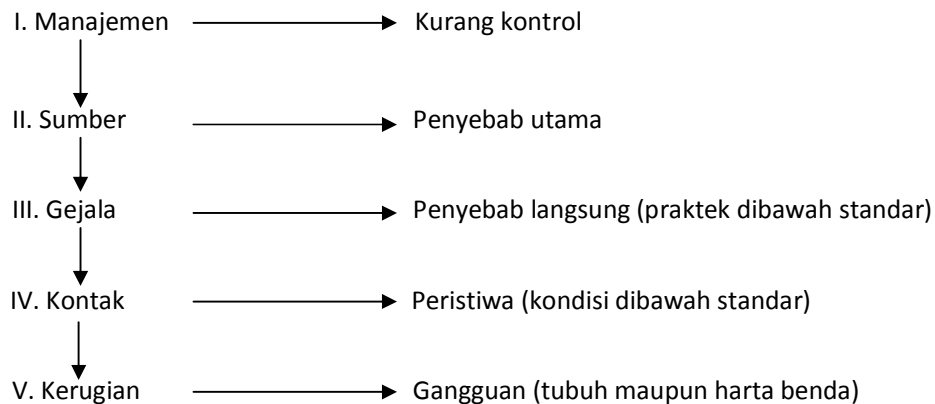 I. Manajemen Kurang kontrol
II. Sumber Penyebab utama
III. Gejala Penyebab langsung (praktek dibawah standar)
IV. Kontak Peristiwa (kondisi dibawah standar)
V. Kerugian Gangguan (tubuh maupun harta benda)